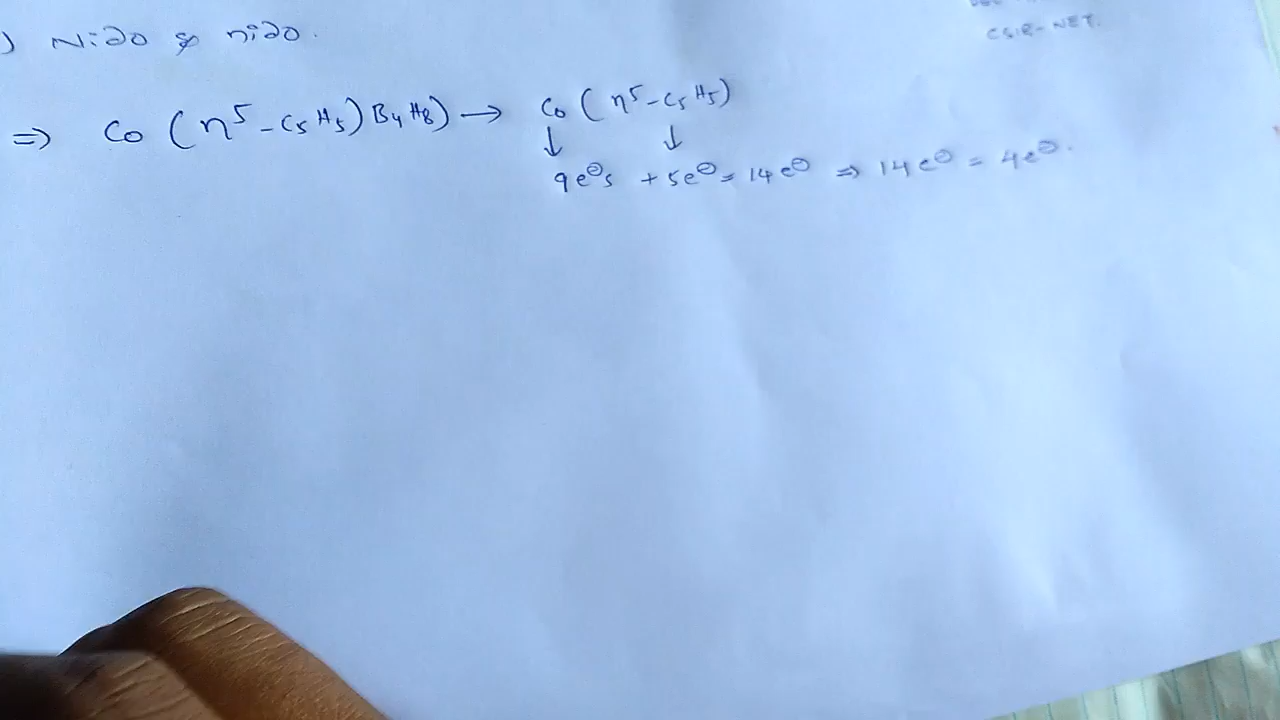 CSIR-NET.
) Nido & nido.
⇒ Co (η⁵-C₅H₅)B₄H₈) → Co (η⁵-C₅H₅)
↓ ↓
9e⊖s + 5e⊖ = 14e⊖ ⇒ 14e⊖ = 4e⊖.